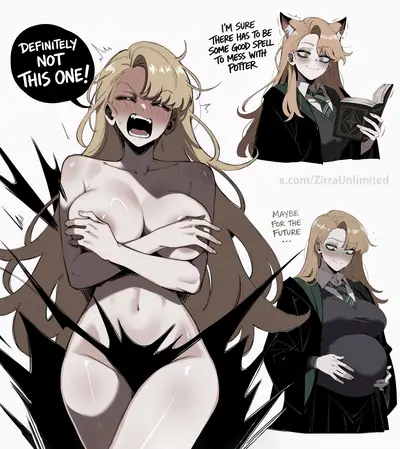 DEFINITELY
NOT
THIS ONE!
I'M SURE
THERE HAS TO BE
SOME GOOD SPELL
TO MESS WITH
POTTER
x.com/ZirraUnlimited
MAYBE
FOR THE
FUTURE
...